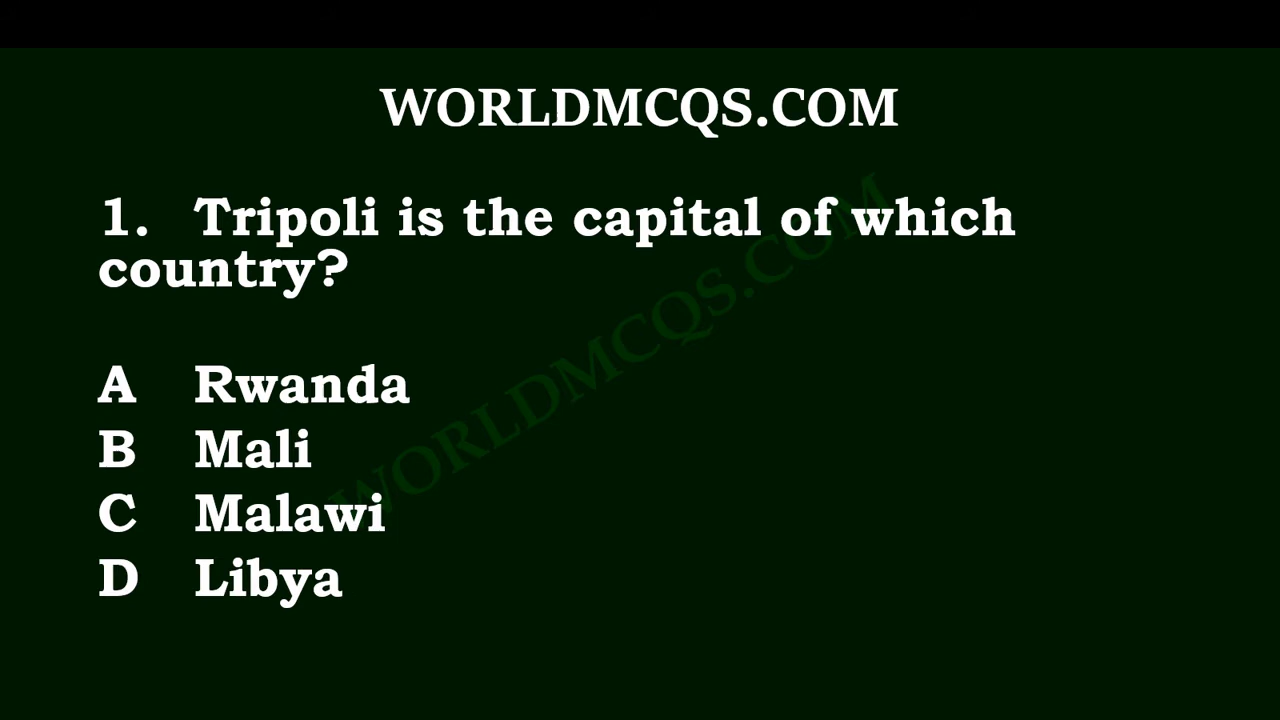 WORLDMCQS.COM
1. Tripoli is the capital of which
country?
A Rwanda
B Mali
C Malawi
D Libya
WORLDMCQS.COM